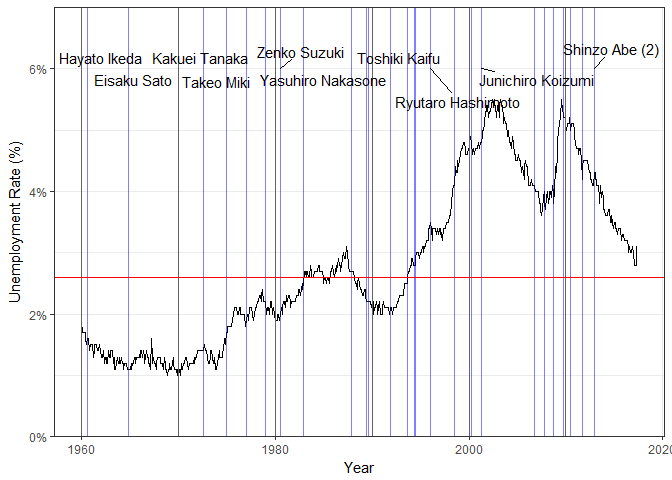 Shinzo Abe (2)
Zenko Suzuki
Hayato Ikeda Kakuei Tanaka Toshiki Kaifu
Eisaku Sato Takeo Miki Yasuhiro Nakasone Junichiro Koizumi
Ryutaro Hashimoto
6%
4%
2%
0%
Unemployment Rate (%)
1960 1980 2000 2020
Year